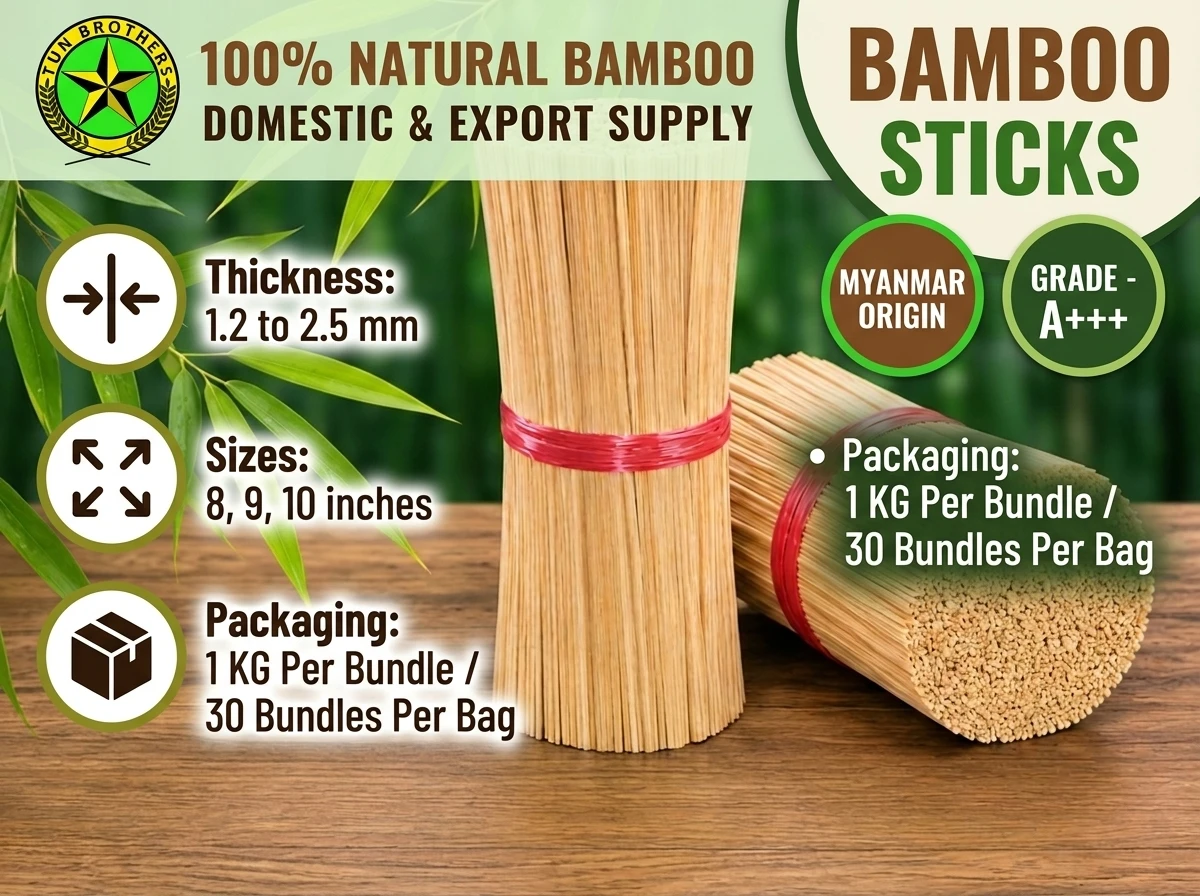 TUN BROTHERS
100% NATURAL BAMBOO
DOMESTIC & EXPORT SUPPLY
BAMBOO
STICKS
MYANMAR
ORIGIN
GRADE -
A+++
Thickness:
1.2 to 2.5 mm
Sizes:
8, 9, 10 inches
Packaging:
1 KG Per Bundle /
30 Bundles Per Bag
• Packaging:
1 KG Per Bundle /
30 Bundles Per Bag